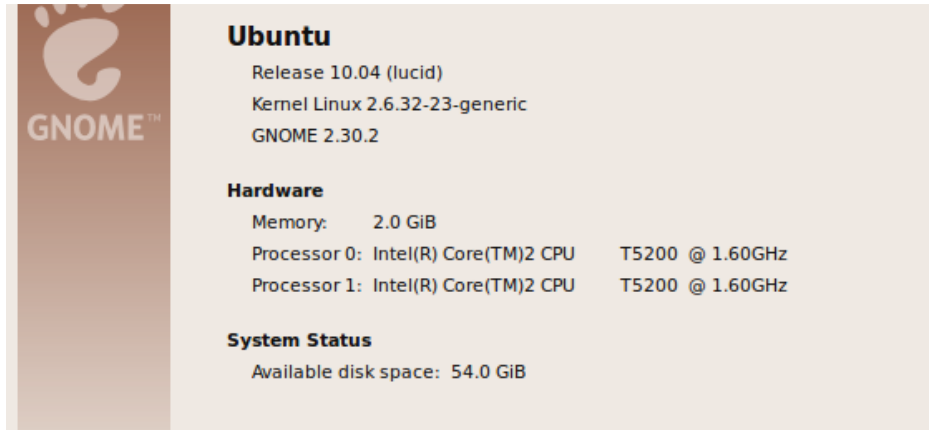 GNOME™
Ubuntu
Release 10.04 (lucid)
Kernel Linux 2.6.32-23-generic
GNOME 2.30.2
Hardware
Memory: 2.0 GiB
Processor 0: Intel(R) Core(TM)2 CPU T5200 @ 1.60GHz
Processor 1: Intel(R) Core(TM)2 CPU T5200 @ 1.60GHz
System Status
Available disk space: 54.0 GiB